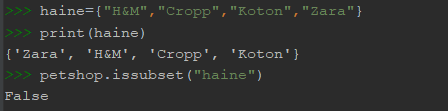 >>> haine={"H&M","Cropp","Koton","Zara"}
>>> print(haine)
{'Zara', 'H&M', 'Cropp', 'Koton'}
>>> petshop.issubset("haine")
False